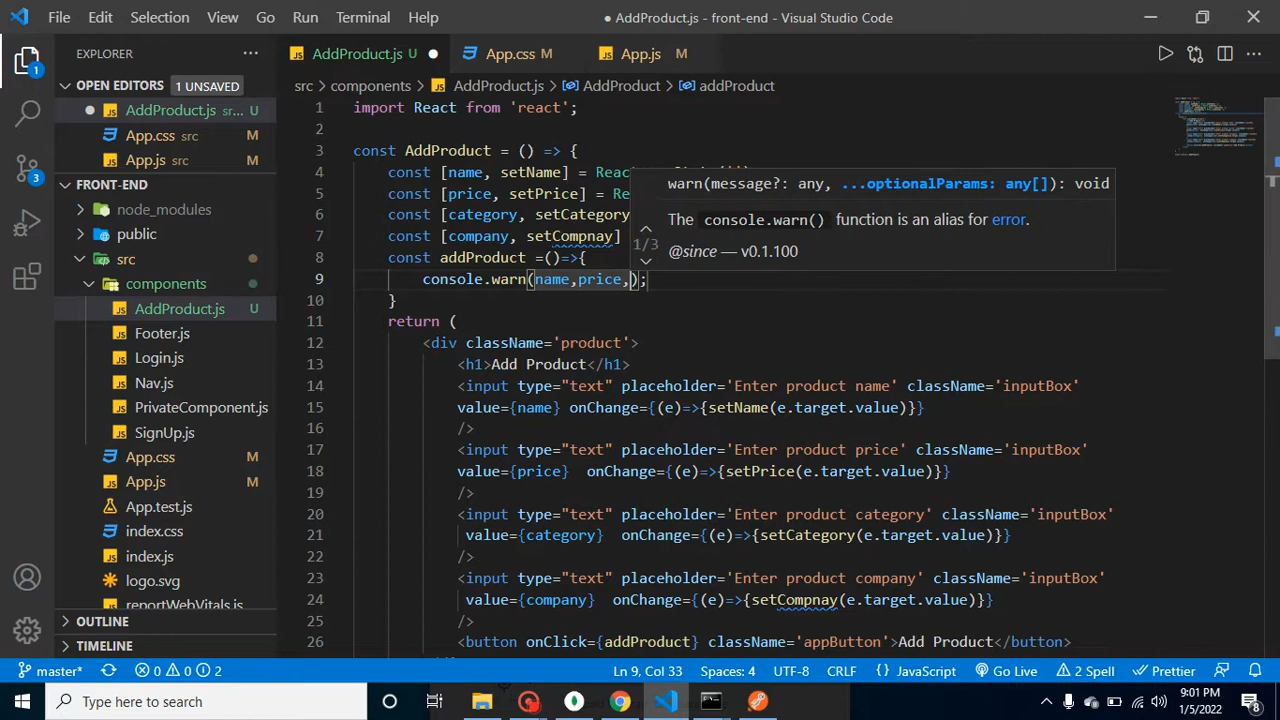 File Edit Selection View Go Run Terminal Help
● AddProduct.js - front-end - Visual Studio Code
EXPLORER
AddProduct.js U
App.css M
App.js M
OPEN EDITORS 1 UNSAVED
AddProduct.js sr... U
App.css src M
App.js src M
FRONT-END
node_modules
public
src
components
AddProduct.js U
Footer.js
Login.js
Nav.js
PrivateComponent.js
SignUp.js
App.css M
App.js M
App.test.js
index.css
index.js
logo.svg
reportWebVitals.js
OUTLINE
TIMELINE
1
3
src > components > AddProduct.js > AddProduct > addProduct
1 import React from 'react';
2
3 const AddProduct = () => {
4 const [name, setName] = Reac
5 const [price, setPrice] = Re
6 const [category, setCategory
7 const [company, setCompnay]
8 const addProduct =()=>{
9 console.warn(name,price,);
10 }
11 return (
12 <div className='product'>
13 <h1>Add Product</h1>
14 <input type="text" placeholder='Enter product name' className='inputBox'
15 value={name} onChange={(e)=>{setName(e.target.value)}}
16 />
17 <input type="text" placeholder='Enter product price' className='inputBox'
18 value={price} onChange={(e)=>{setPrice(e.target.value)}}
19 />
20 <input type="text" placeholder='Enter product category' className='inputBox'
21 value={category} onChange={(e)=>{setCategory(e.target.value)}}
22 />
23 <input type="text" placeholder='Enter product company' className='inputBox'
24 value={company} onChange={(e)=>{setCompnay(e.target.value)}}
25 />
26 <button onClick={addProduct} className='appButton'>Add Product</button>
warn(message?: any, ...optionalParams: any[]): void
1/3
The console.warn() function is an alias for error.
@since — v0.1.100
master* 0 0 2
Ln 9, Col 33 Spaces: 4 UTF-8 CRLF { } JavaScript Go Live 2 Spell Prettier
Type here to search
9:01 PM
1/5/2022
8